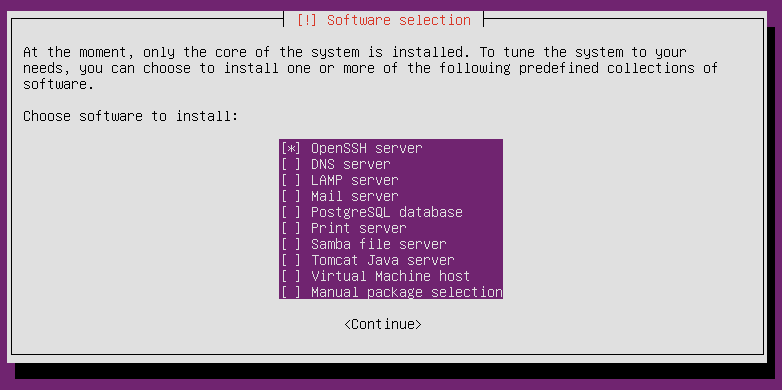 [!] Software selection
At the moment, only the core of the system is installed. To tune the system to your
needs, you can choose to install one or more of the following predefined collections of
software.
Choose software to install:
[*] OpenSSH server
[ ] DNS server
[ ] LAMP server
[ ] Mail server
[ ] PostgreSQL database
[ ] Print server
[ ] Samba file server
[ ] Tomcat Java server
[ ] Virtual Machine host
[ ] Manual package selection
<Continue>